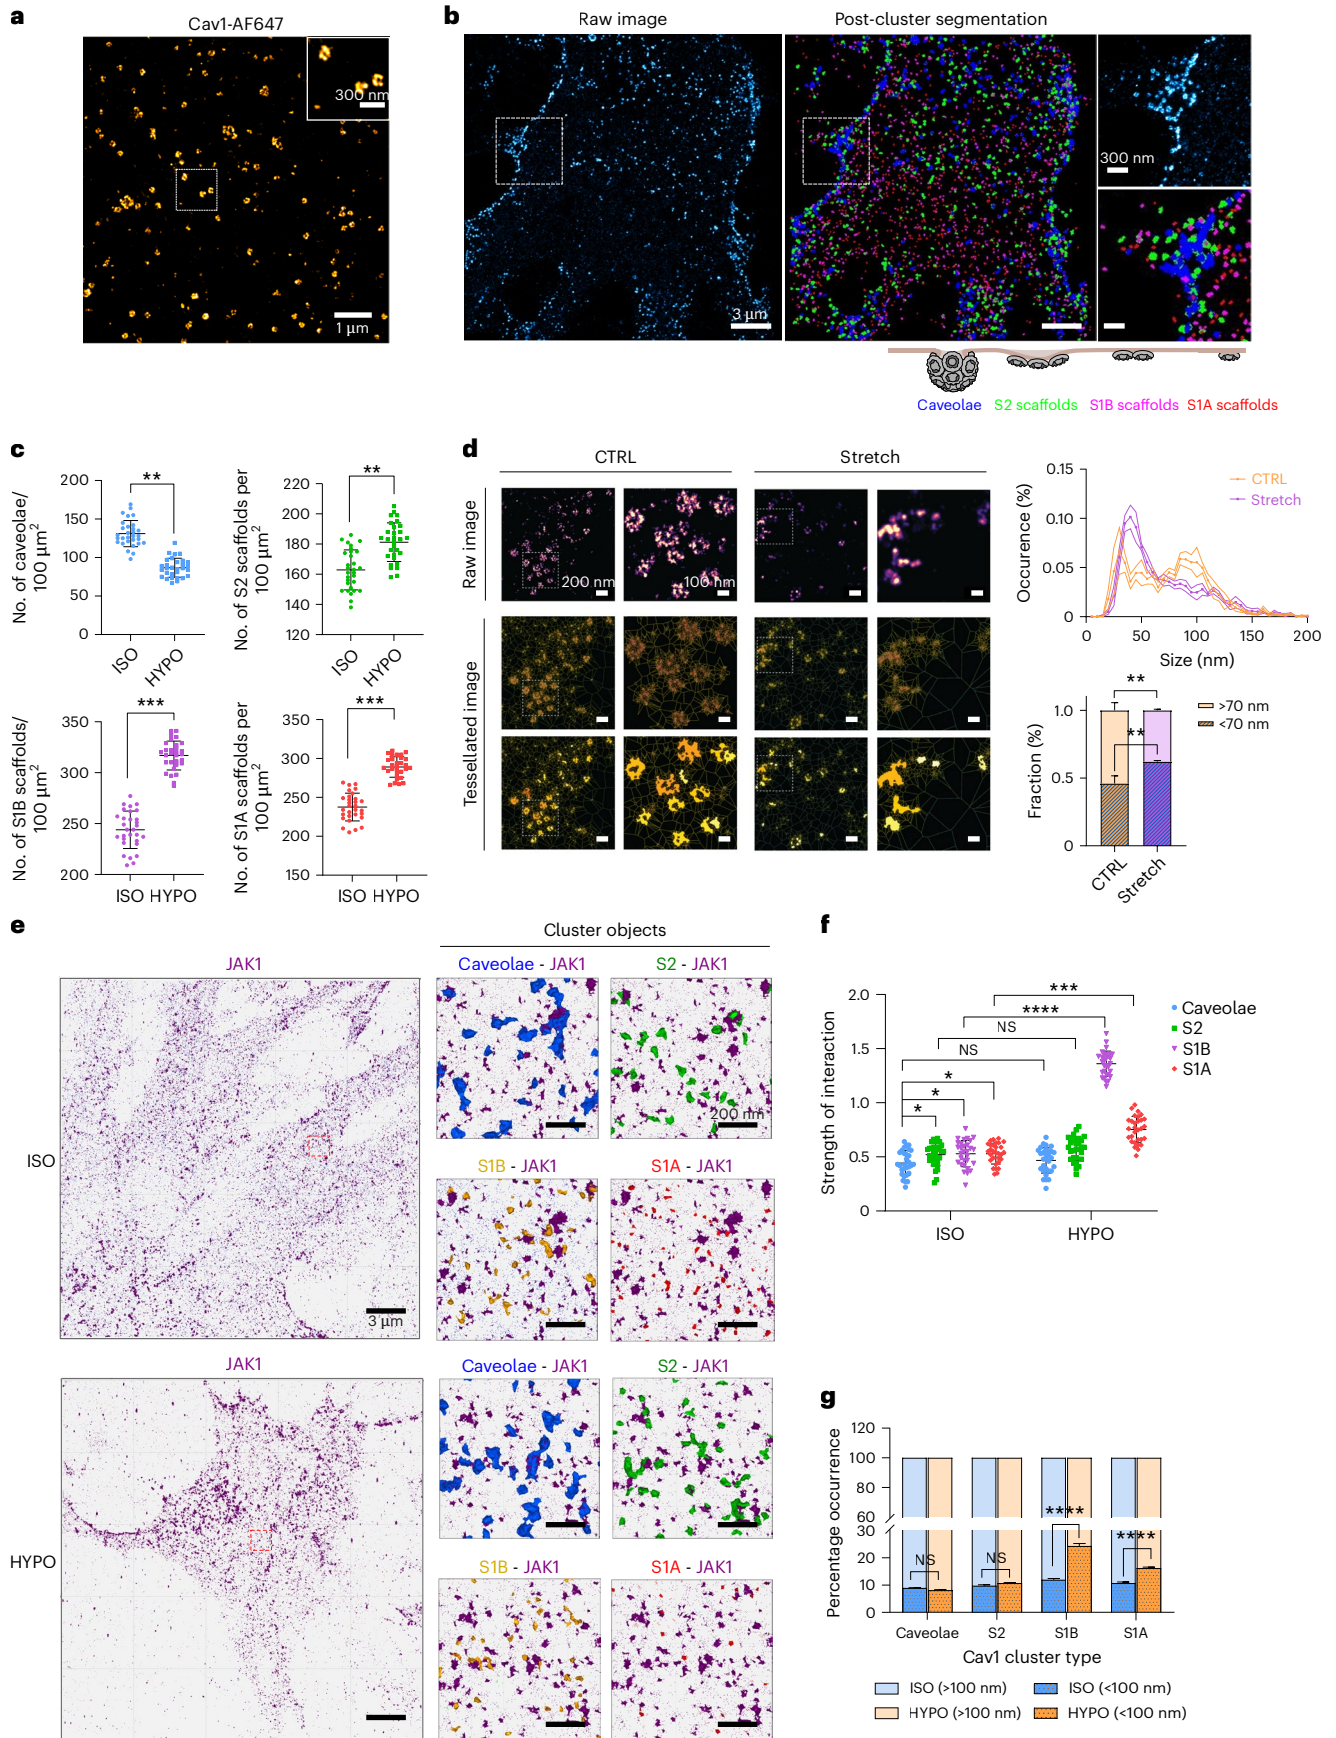 a
Cav1-AF647
300 nm
1 µm
b
Raw image
Post-cluster segmentation
3 µm
300 nm
Caveolae S2 scaffolds S1B scaffolds S1A scaffolds
c
No. of caveolae/
100 µm²
200
150
100
50
0
**
ISO
HYPO
No. of S2 scaffolds per
100 µm²
220
200
180
160
140
120
**
ISO
HYPO
No. of S1B scaffolds/
100 µm²
350
300
250
200
***
ISO HYPO
No. of S1A scaffolds per
100 µm²
350
300
250
200
150
***
ISO HYPO
d
CTRL
Stretch
Raw image
200 nm
100 nm
Tessellated image
Occurrence (%)
0.15
0.10
0.05
0
0 50 100 150 200
Size (nm)
CTRL
Stretch
Fraction (%)
1.0
0.5
0
**
**
>70 nm
<70 nm
CTRL
Stretch
e
Cluster objects
JAK1
Caveolae - JAK1
S2 - JAK1
200 nm
ISO
S1B - JAK1
S1A - JAK1
3 µm
JAK1
Caveolae - JAK1
S2 - JAK1
HYPO
S1B - JAK1
S1A - JAK1
f
Strength of interaction
2.0
1.5
1.0
0.5
0
***
****
NS
NS
*
*
*
ISO
HYPO
Caveolae
S2
S1B
S1A
g
Percentage occurrence
120
100
80
60
30
20
10
0
NS
NS
****
****
Caveolae S2 S1B S1A
Cav1 cluster type
ISO (>100 nm) ISO (<100 nm)
HYPO (>100 nm) HYPO (<100 nm)